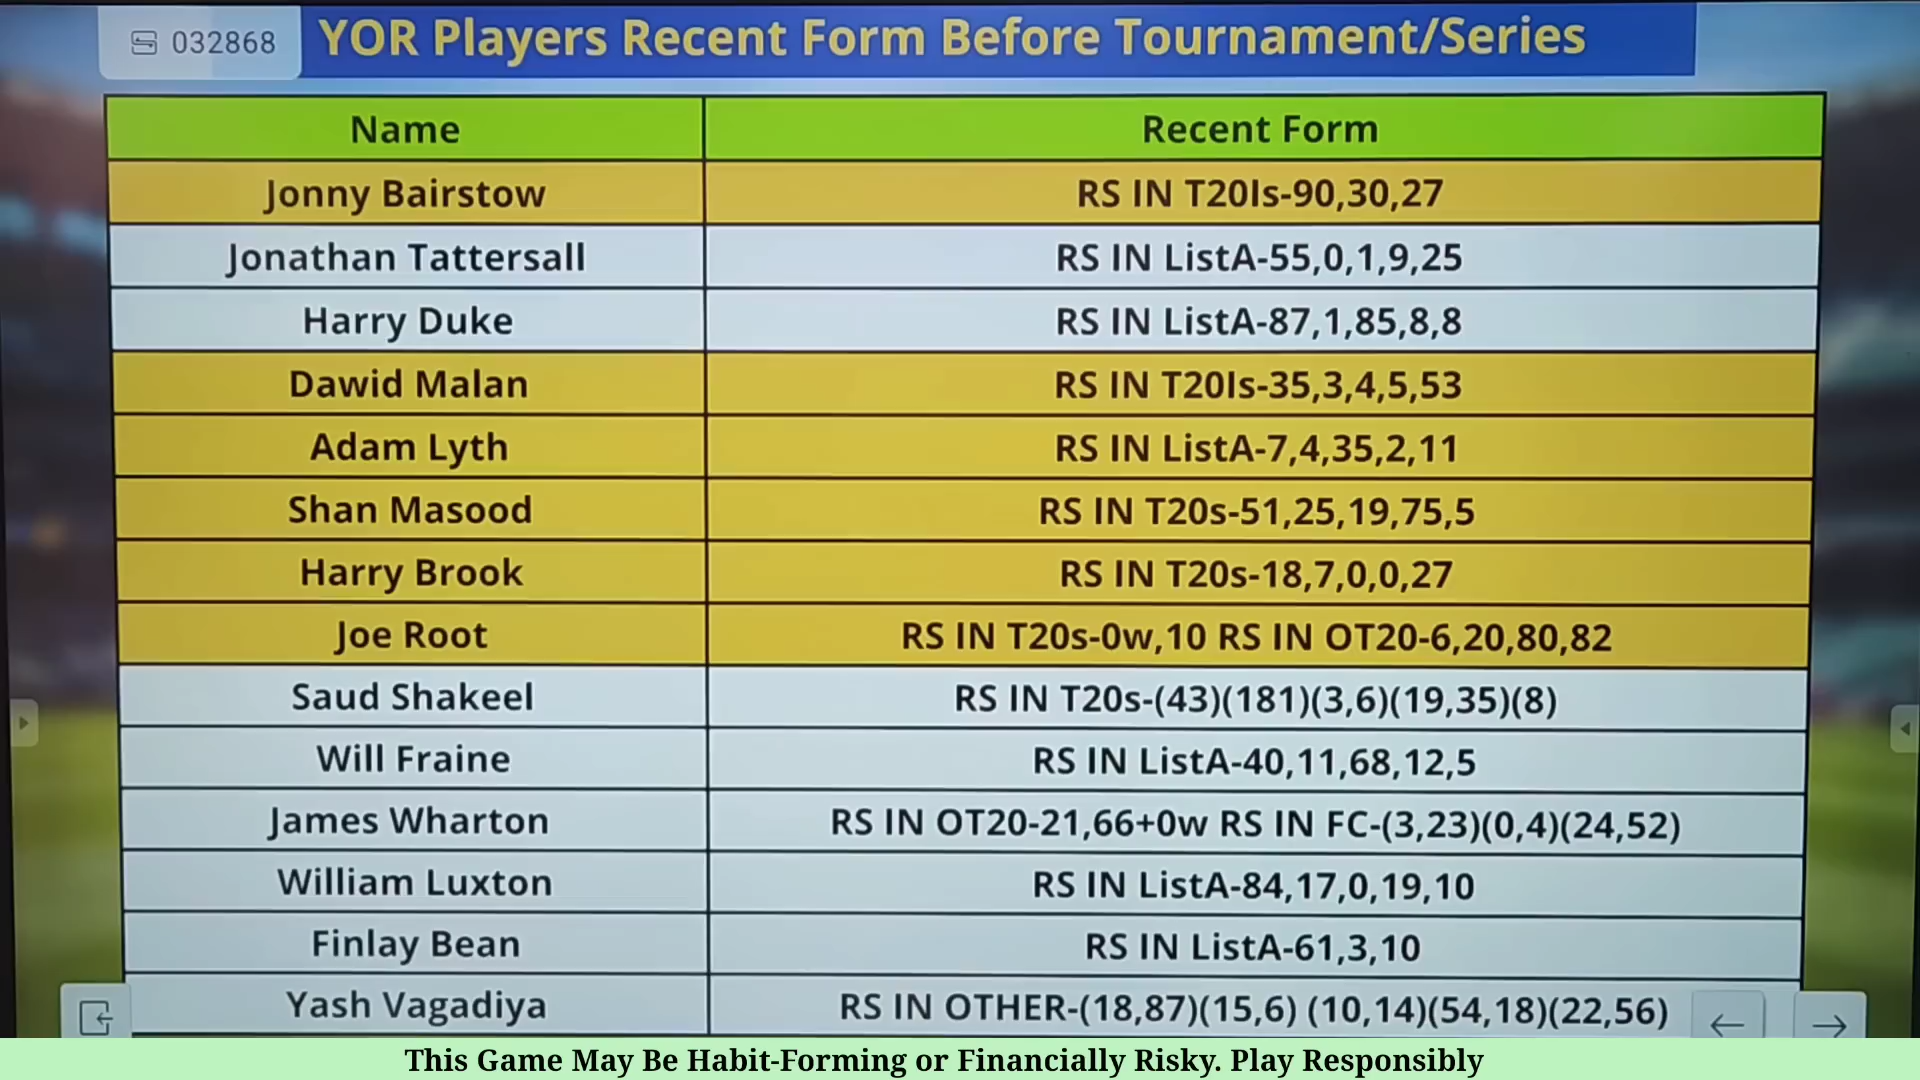 032868
YOR Players Recent Form Before Tournament/Series
Name Recent Form
Jonny Bairstow RS IN T20Is-90,30,27
Jonathan Tattersall RS IN ListA-55,0,1,9,25
Harry Duke RS IN ListA-87,1,85,8,8
Dawid Malan RS IN T20Is-35,3,4,5,53
Adam Lyth RS IN ListA-7,4,35,2,11
Shan Masood RS IN T20s-51,25,19,75,5
Harry Brook RS IN T20s-18,7,0,0,27
Joe Root RS IN T20s-0w,10 RS IN OT20-6,20,80,82
Saud Shakeel RS IN T20s-(43)(181)(3,6)(19,35)(8)
Will Fraine RS IN ListA-40,11,68,12,5
James Wharton RS IN OT20-21,66+0w RS IN FC-(3,23)(0,4)(24,52)
William Luxton RS IN ListA-84,17,0,19,10
Finlay Bean RS IN ListA-61,3,10
Yash Vagadiya RS IN OTHER-(18,87)(15,6) (10,14)(54,18)(22,56)
This Game May Be Habit-Forming or Financially Risky. Play Responsibly